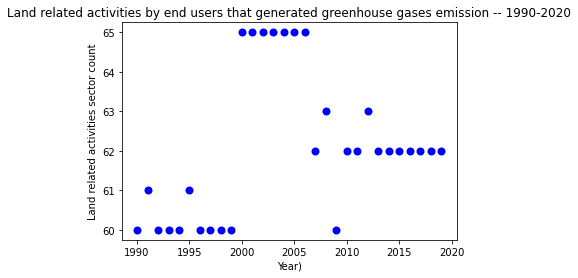 Land related activities by end users that generated greenhouse gases emission -- 1990-2020
Land related activities sector count
65
64
63
62
61
60
1990 1995 2000 2005 2010 2015 2020
Year)